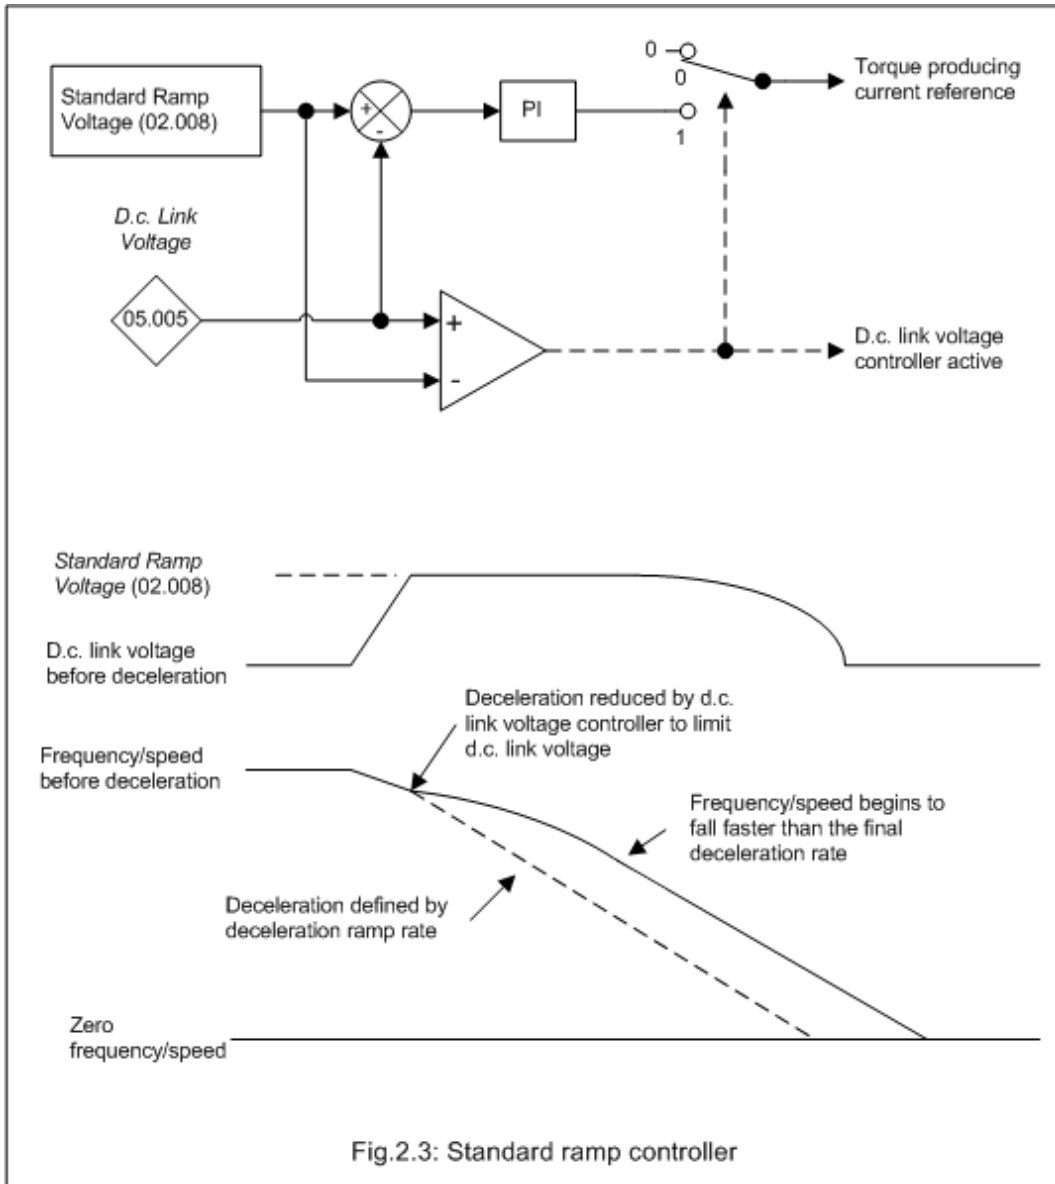 Standard Ramp
Voltage (02.008)
+
-
PI
0
0
1
Torque producing
current reference
D.c. Link
Voltage
05.005
+
-
D.c. link voltage
controller active
Standard Ramp
Voltage (02.008)
D.c. link voltage
before deceleration
Deceleration reduced by d.c.
link voltage controller to limit
d.c. link voltage
Frequency/speed
before deceleration
Frequency/speed begins to
fall faster than the final
deceleration rate
Deceleration defined by
deceleration ramp rate
Zero
frequency/speed
Fig.2.3: Standard ramp controller